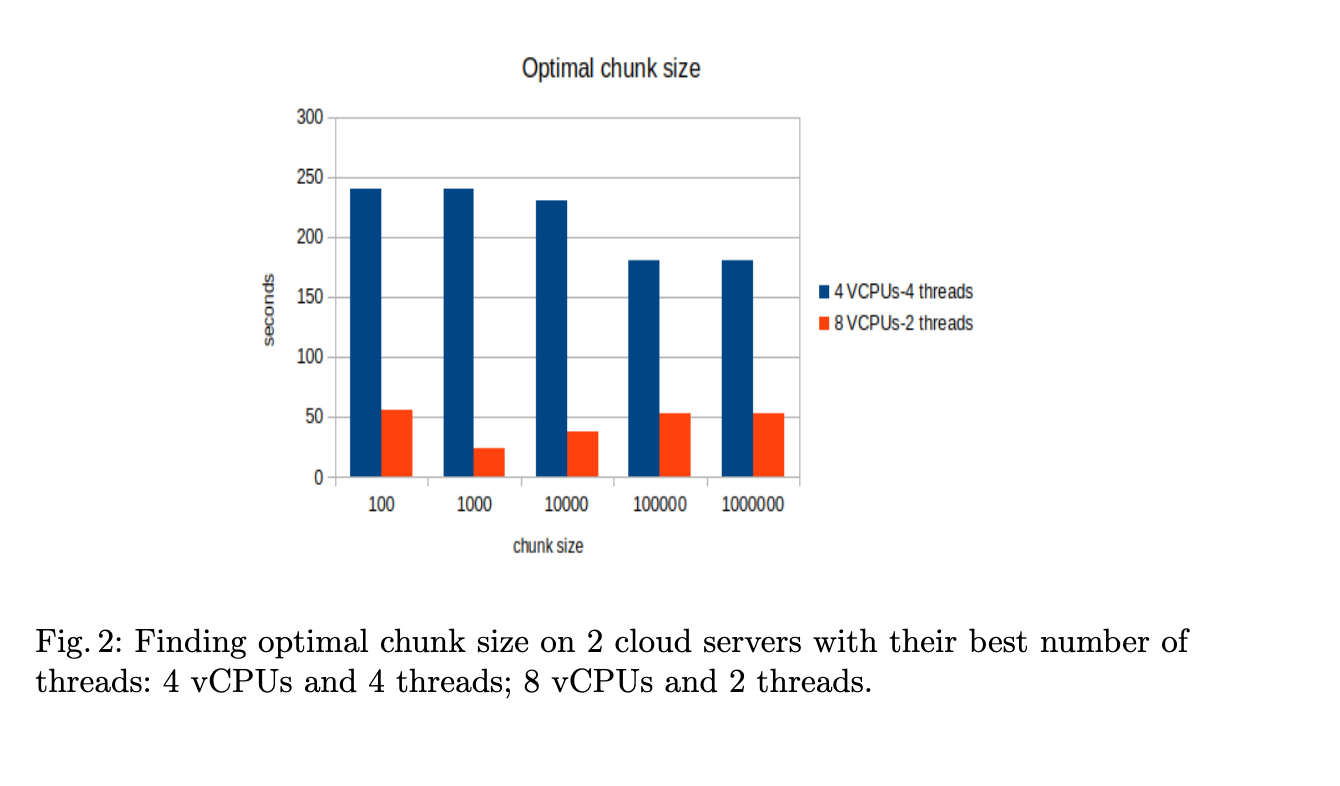 Optimal chunk size
300
250
200
150
100
50
0
seconds
100 1000 10000 100000 1000000
chunk size
4 VCPUs-4 threads
8 VCPUs-2 threads
Fig. 2: Finding optimal chunk size on 2 cloud servers with their best number of
threads: 4 vCPUs and 4 threads; 8 vCPUs and 2 threads.